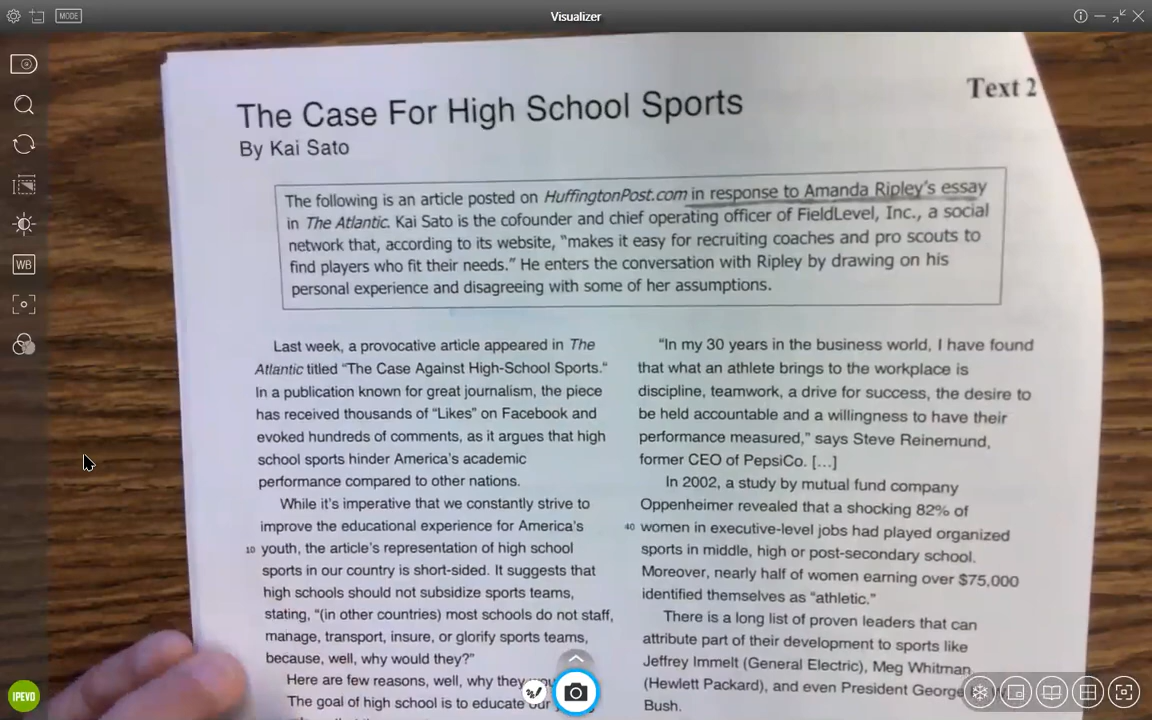 MODE
Visualizer
WB
Text 2
The Case For High School Sports
By Kai Sato
The following is an article posted on HuffingtonPost.com in response to Amanda Ripley's essay
in The Atlantic. Kai Sato is the cofounder and chief operating officer of FieldLevel, Inc., a social
network that, according to its website, "makes it easy for recruiting coaches and pro scouts to
find players who fit their needs." He enters the conversation with Ripley by drawing on his
personal experience and disagreeing with some of her assumptions.
Last week, a provocative article appeared in The
Atlantic titled "The Case Against High-School Sports."
In a publication known for great journalism, the piece
has received thousands of "Likes" on Facebook and
evoked hundreds of comments, as it argues that high
school sports hinder America's academic
performance compared to other nations.
While it's imperative that we constantly strive to
improve the educational experience for America's
10 youth, the article's representation of high school
sports in our country is short-sided. It suggests that
high schools should not subsidize sports teams,
stating, "(in other countries) most schools do not staff,
manage, transport, insure, or glorify sports teams,
because, well, why would they?"
Here are few reasons, well, why they
The goal of high school is to educate our
"In my 30 years in the business world, I have found
that what an athlete brings to the workplace is
discipline, teamwork, a drive for success, the desire to
be held accountable and a willingness to have their
performance measured," says Steve Reinemund,
former CEO of PepsiCo. [...]
In 2002, a study by mutual fund company
Oppenheimer revealed that a shocking 82% of
40 women in executive-level jobs had played organized
sports in middle, high or post-secondary school.
Moreover, nearly half of women earning over $75,000
identified themselves as "athletic."
There is a long list of proven leaders that can
attribute part of their development to sports like
Jeffrey Immelt (General Electric), Meg Whitman
(Hewlett Packard), and even President George
Bush.
IPEVO